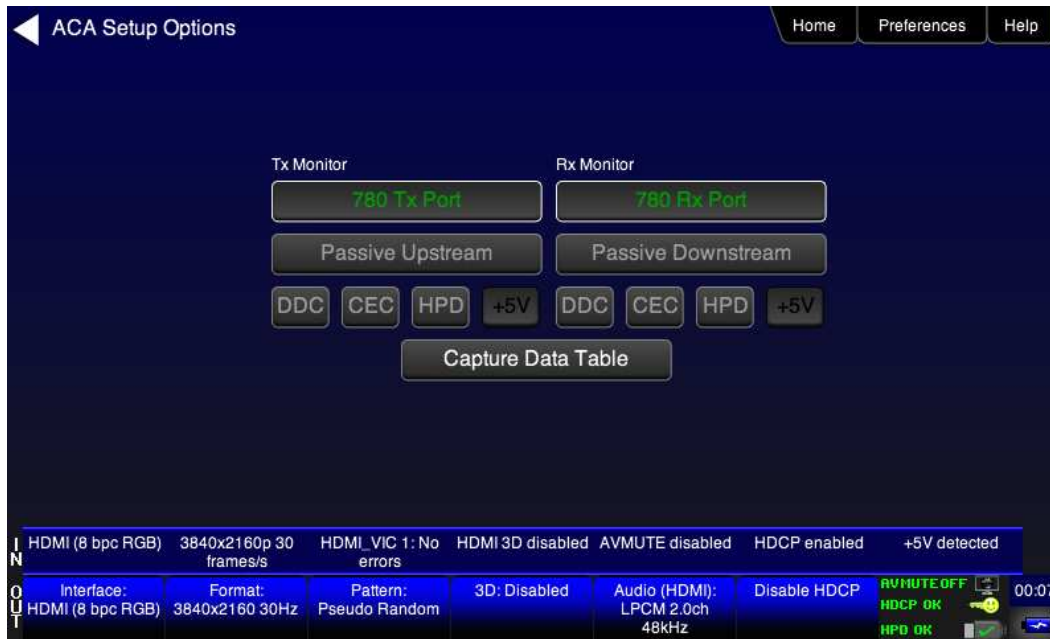 ACA Setup Options
Home
Preferences
Help
Tx Monitor
Rx Monitor
780 Tx Port
780 Rx Port
Passive Upstream
Passive Downstream
DDC
CEC
HPD
+5V
DDC
CEC
HPD
+5V
Capture Data Table
IN
HDMI (8 bpc RGB)
3840x2160p 30
frames/s
HDMI_VIC 1: No
errors
HDMI 3D disabled
AVMUTE disabled
HDCP enabled
+5V detected
OUT
Interface:
HDMI (8 bpc RGB)
Format:
3840x2160 30Hz
Pattern:
Pseudo Random
3D: Disabled
Audio (HDMI):
LPCM 2.0ch
48kHz
Disable HDCP
AVMUTE OFF
HDCP OK
HPD OK
00:07